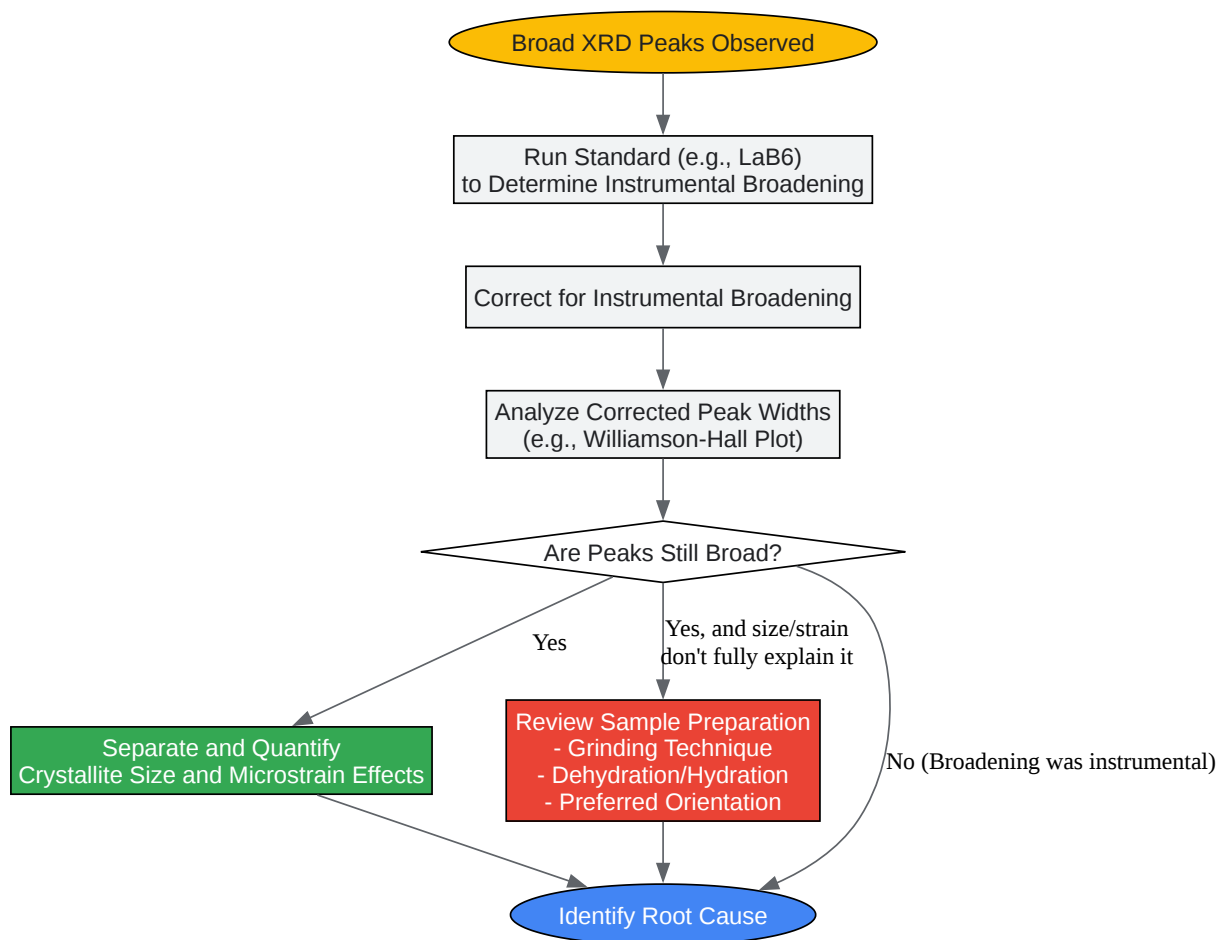 Broad XRD Peaks Observed
Run Standard (e.g., LaB6)
to Determine Instrumental Broadening
Correct for Instrumental Broadening
Analyze Corrected Peak Widths
(e.g., Williamson-Hall Plot)
Are Peaks Still Broad?
Yes
Yes, and size/strain
don't fully explain it
No (Broadening was instrumental)
Separate and Quantify
Crystallite Size and Microstrain Effects
Review Sample Preparation
- Grinding Technique
- Dehydration/Hydration
- Preferred Orientation
Identify Root Cause